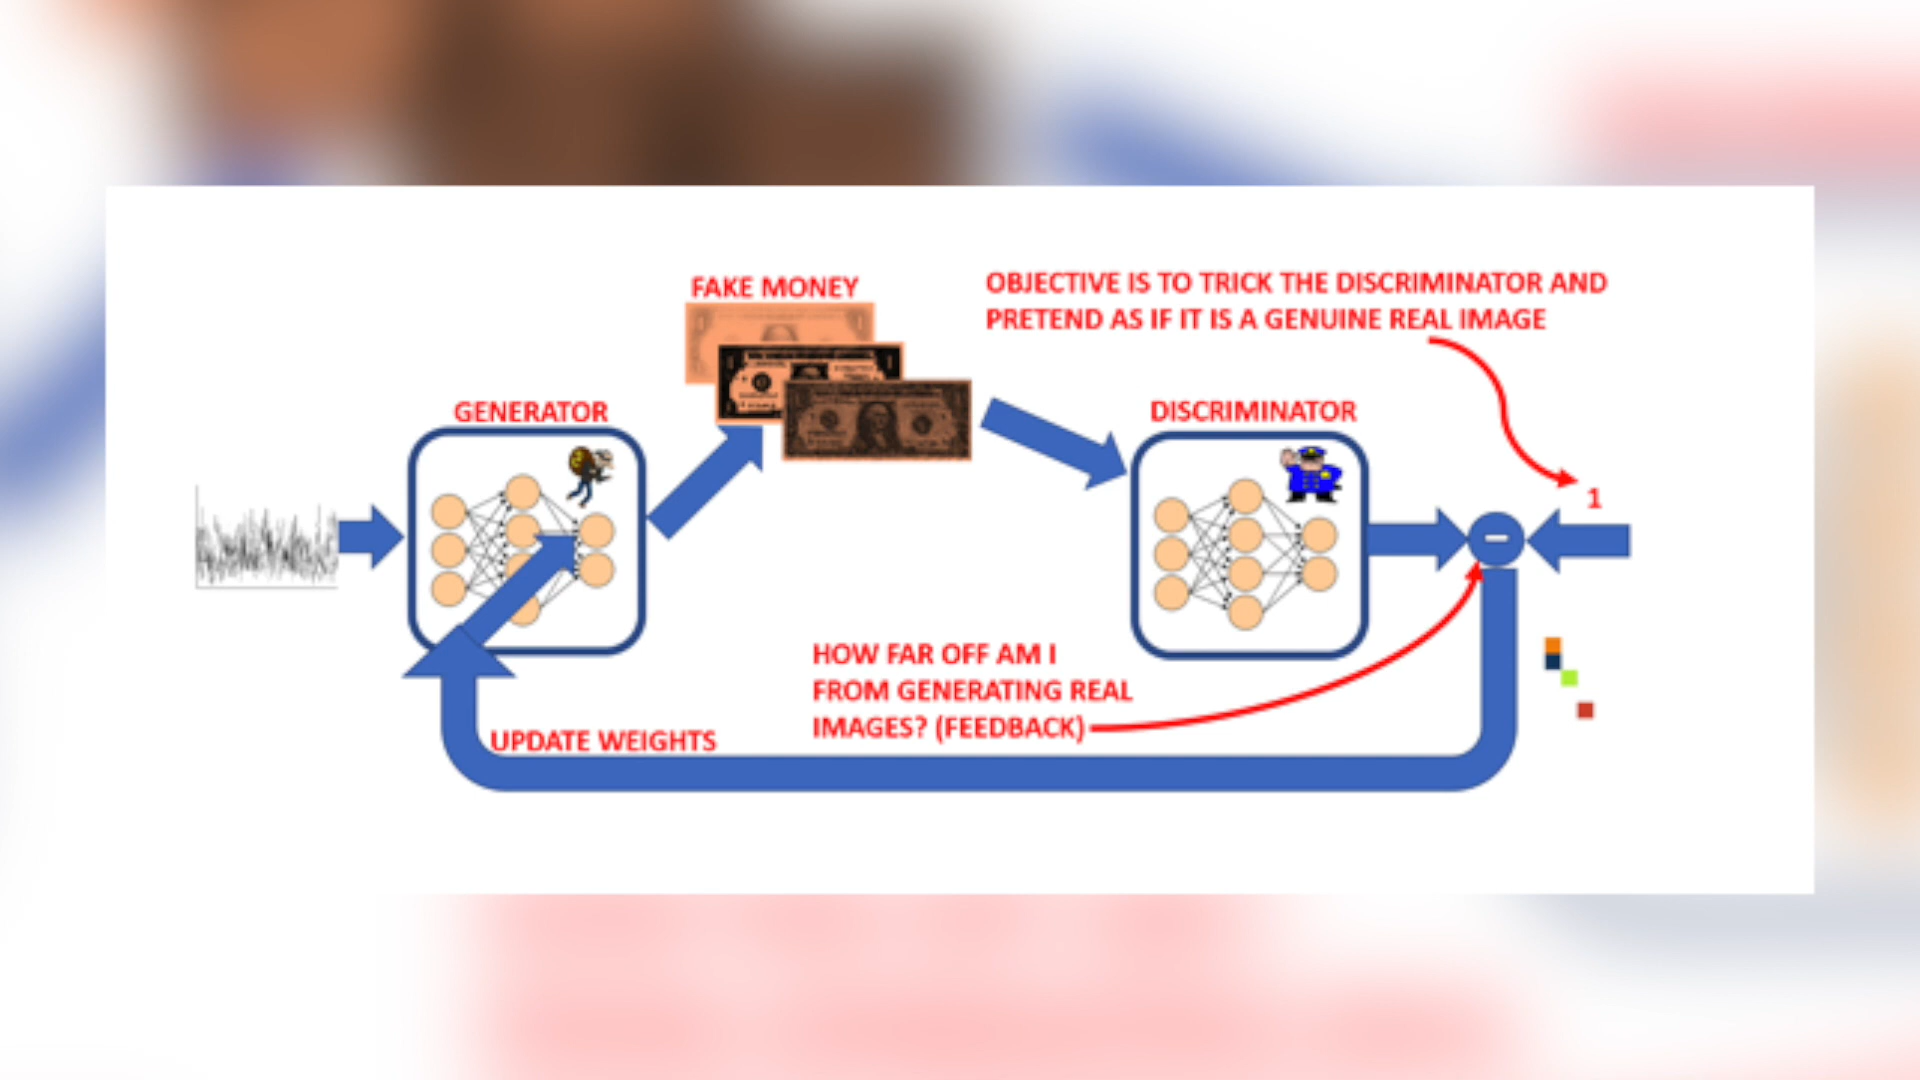 FAKE MONEY
OBJECTIVE IS TO TRICK THE DISCRIMINATOR AND
PRETEND AS IF IT IS A GENUINE REAL IMAGE
GENERATOR
DISCRIMINATOR
1
HOW FAR OFF AM I
FROM GENERATING REAL
IMAGES? (FEEDBACK)
UPDATE WEIGHTS